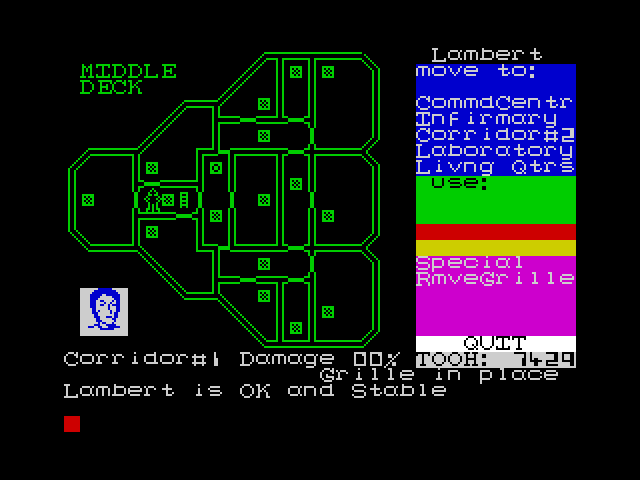 MIDDLE
DECK
Lambert
move to:
CommdCentr
Infirmary
Corridor#2
Laboratory
Livng Qtrs
use:
Special
RmveGrille
QUIT
TOOH: 7429
Corridor#1 Damage 00%
Grille in place
Lambert is OK and Stable